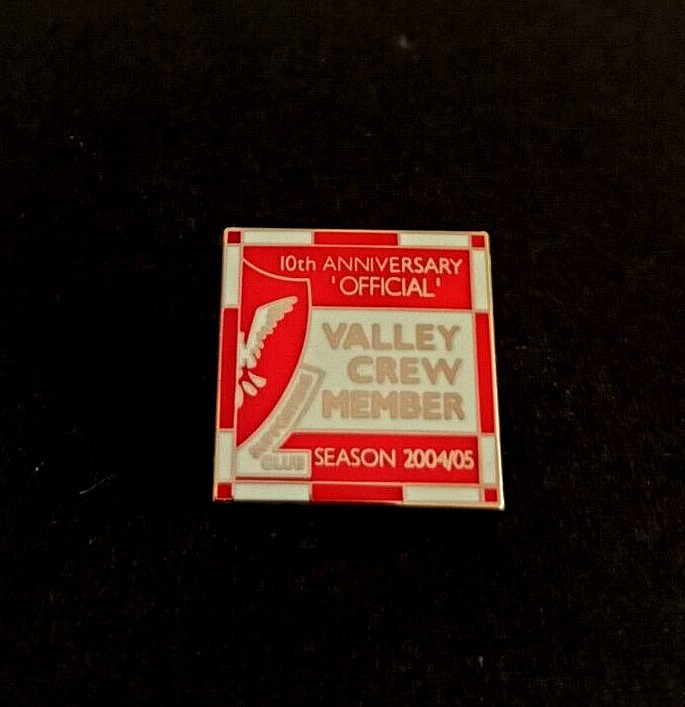 10th ANNIVERSARY
'OFFICIAL'
VALLEY
CREW
MEMBER
CLUB
SEASON 2004/05